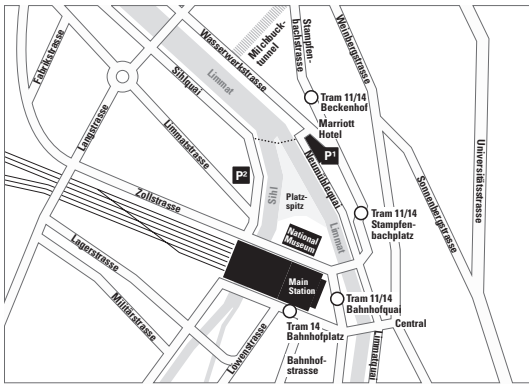 Fabrikstrasse
Langstrasse
Sihlquai
Limmatstrasse
Wasserwerkstrasse
Limmat
Milchbuck-
tunnel
Stampfen-
bachstrasse
Weinbergstrasse
Tram 11/14
Beckenhof
Marriott
Hotel
P1
P2
Neumühlequai
Universitätsstrasse
Sonnenbergstrasse
Zollstrasse
Sihl
Platz-
spitz
Limmat
National
Museum
Tram 11/14
Stampfen-
bachplatz
Lagerstrasse
Militärstrasse
Main
Station
Tram 11/14
Bahnhofquai
Central
Tram 14
Bahnhofplatz
Löwenstrasse
Bahnhof-
strasse
Limmatquai